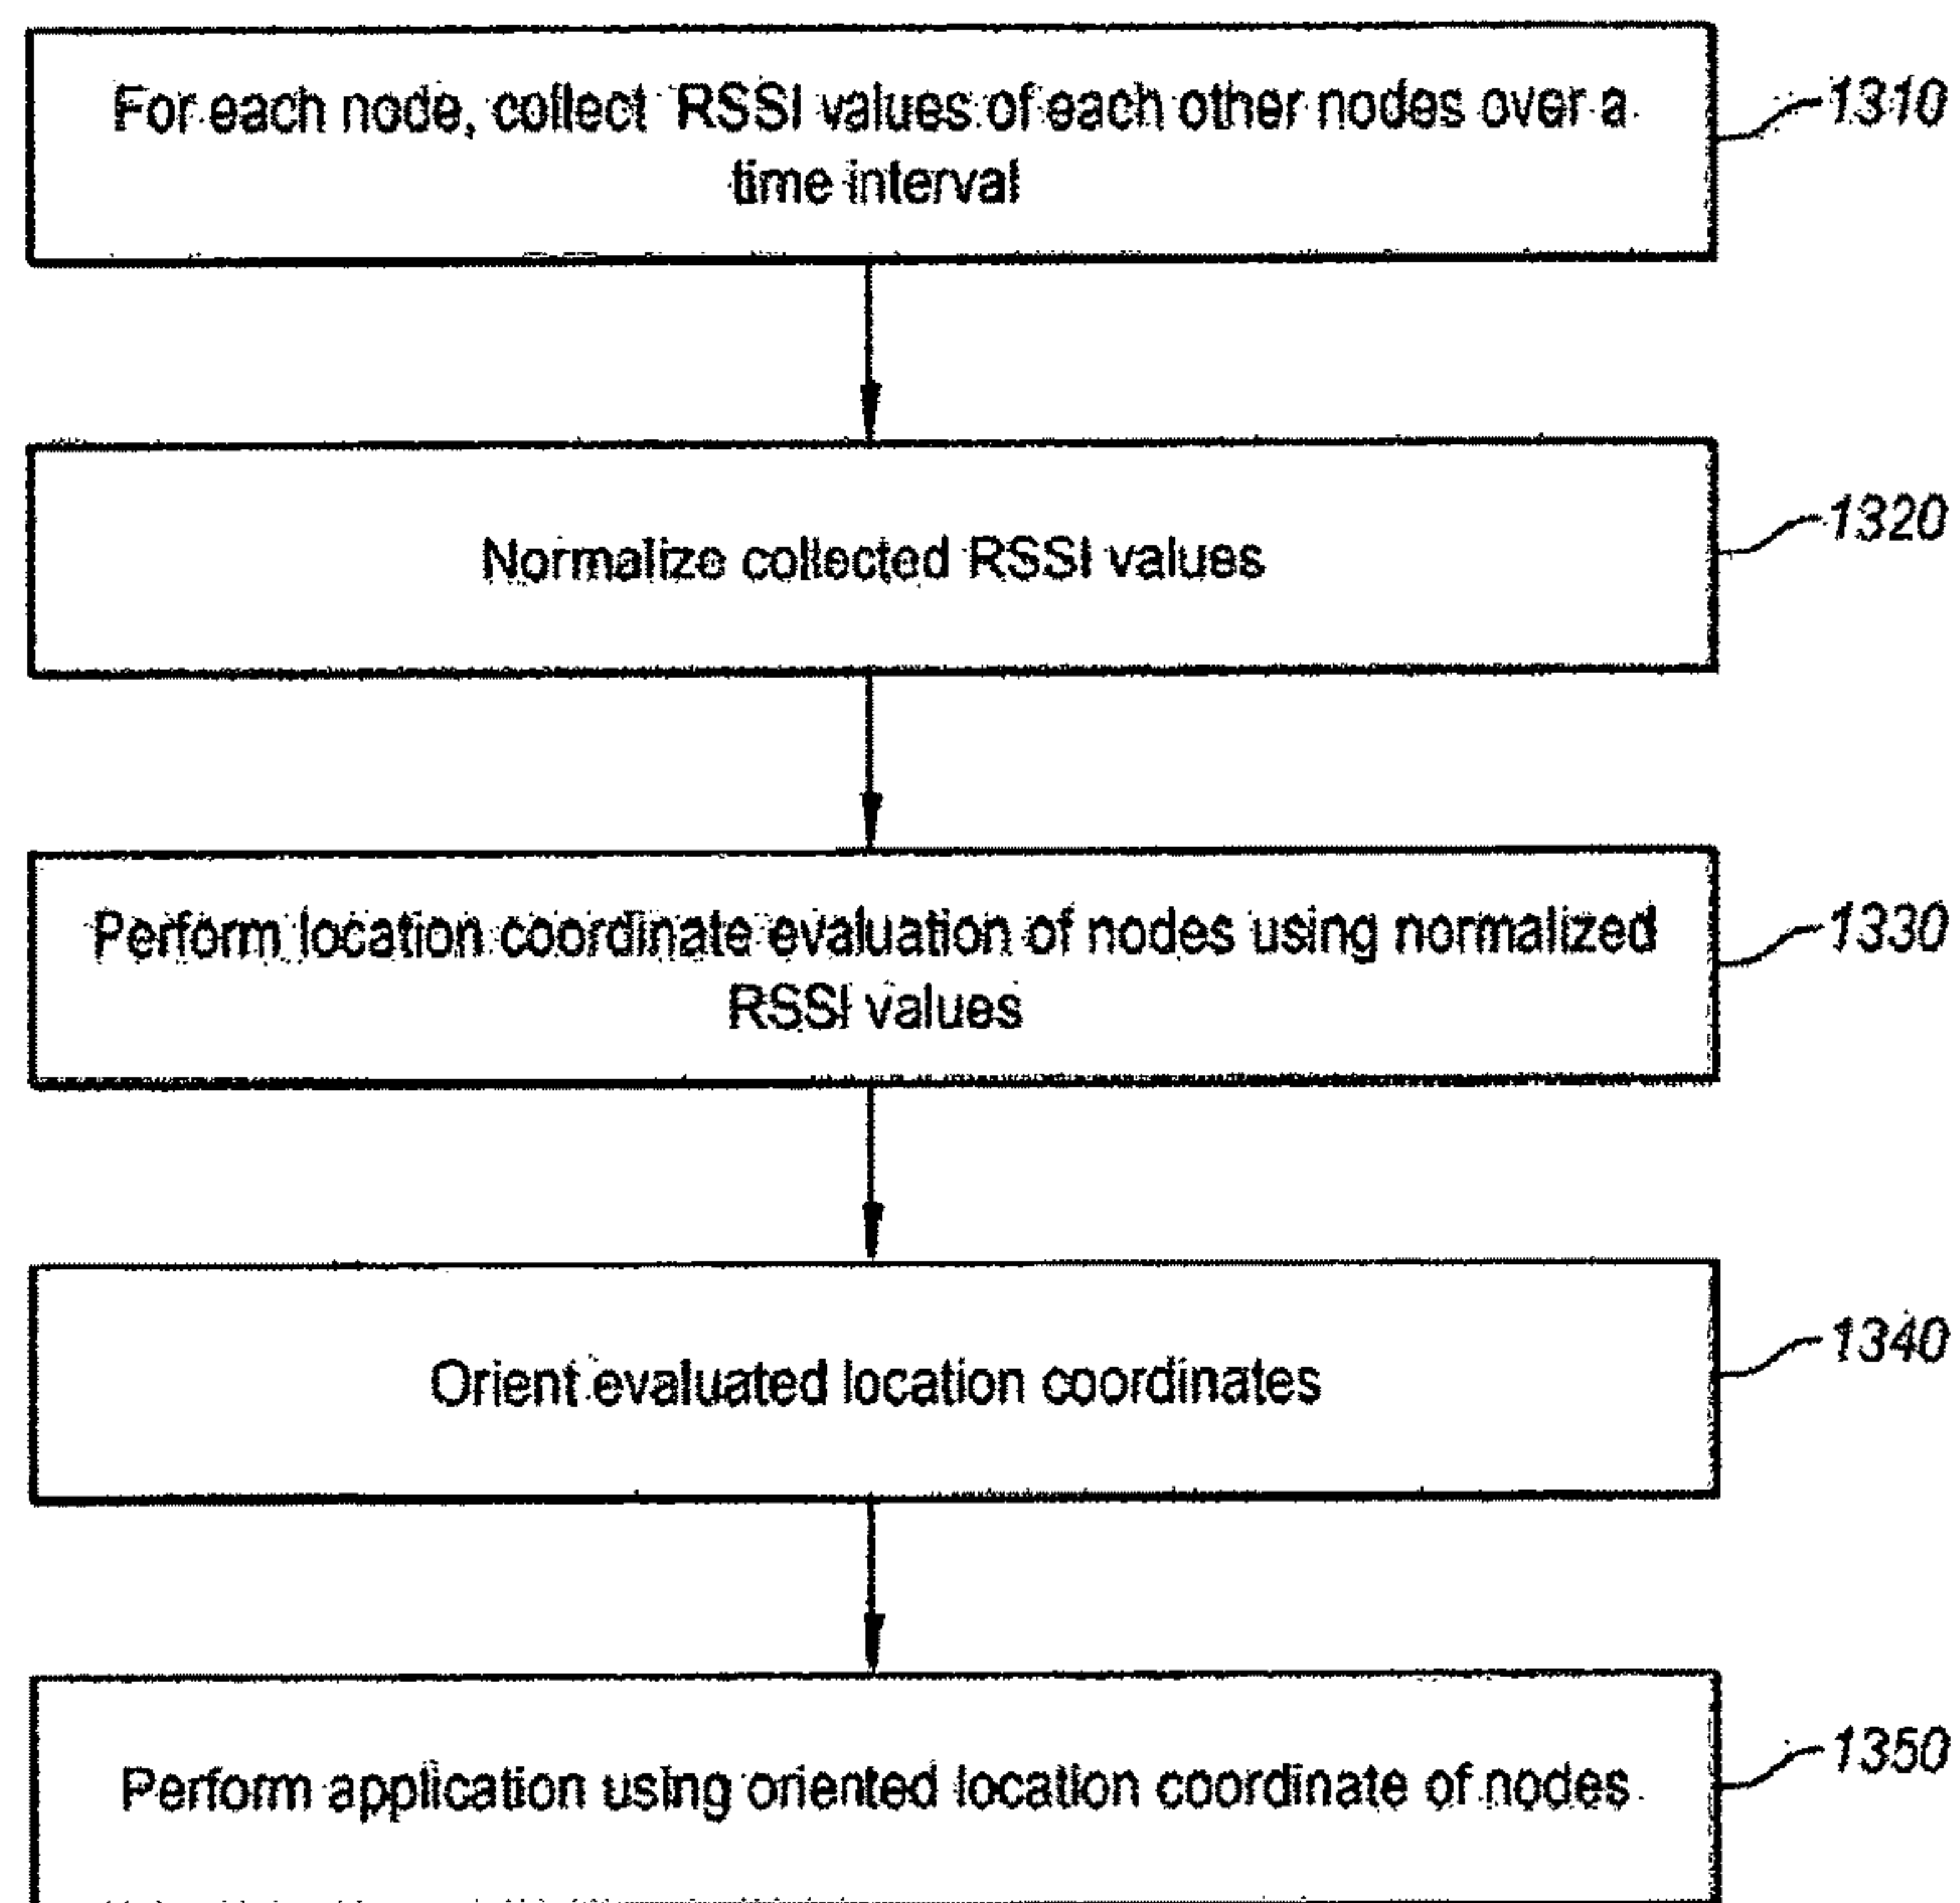 For each node, collect RSSI values of each other nodes over a
time interval
1310
Normalize collected RSSI values
1320
Perform location coordinate evaluation of nodes using normalized
RSSI values
1330
Orient evaluated location coordinates
1340
Perform application using oriented location coordinate of nodes
1350